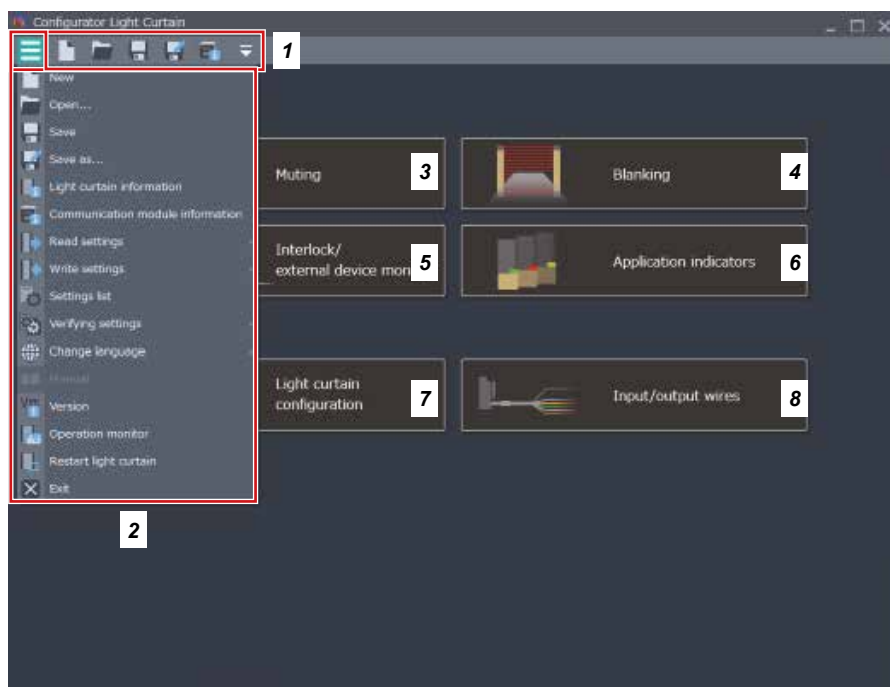 Configurator Light Curtain
1
New
Open...
Save
Save as...
Light curtain information
Communication module information
Read settings
Write settings
Settings list
Verifying settings
Change language
Manual
Version
Operation monitor
Restart light curtain
Exit
2
Muting
3
Blanking
4
Interlock/
external device mon
5
Application indicators
6
Light curtain
configuration
7
Input/output wires
8